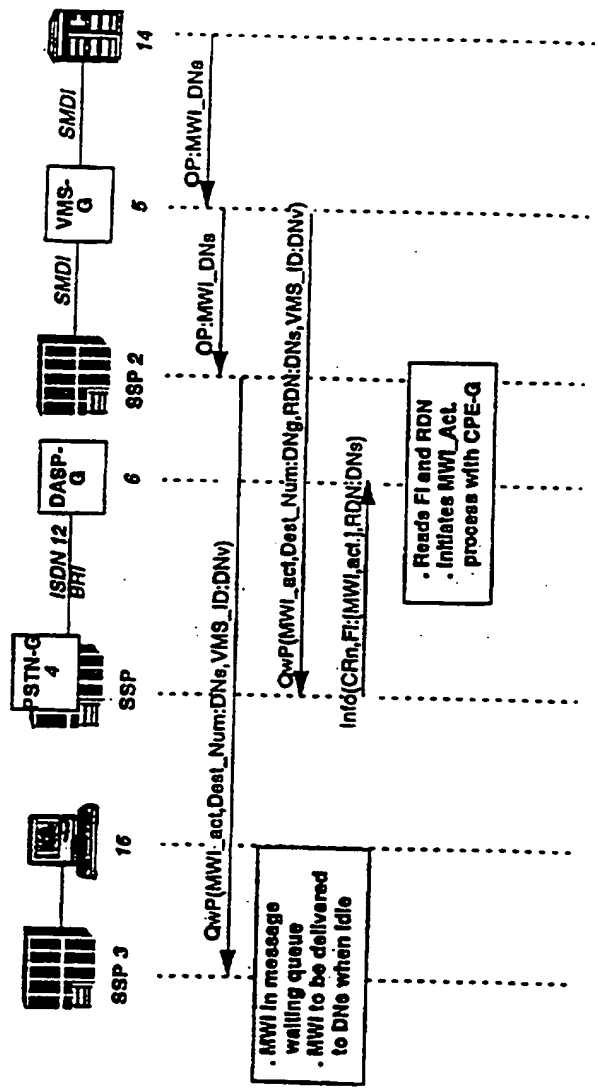 SSP 3
16
PSTN-G
4
SSP
ISDN 12
BRI
DASP-
G
6
SSP 2
SMDI
VMS-
G
5
SMDI
14
OP:MWI_DNs
OP:MWI_DNs
QwP(MWI_act,Dest_Num:DNs,VMS_ID:DNv)
QwP(MWI_act,Dest_Num:DNg,RDN:DNs,VMS_ID:DNv)
Info(CRn,FI:[MWI,act.],RDN:DNs)
. MWI in message
waiting queue
. MWI to be delivered
to DNs when idle
. Reads FI and RDN
. Initiates MWI_Act.
process with CPE-G